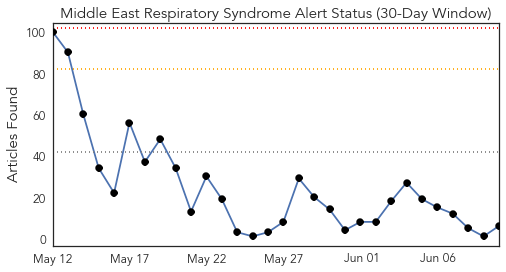 Middle East Respiratory Syndrome Alert Status (30-Day Window)
Articles Found
100
80
60
40
20
0
May 12 May 17 May 22 May 27 Jun 01 Jun 06